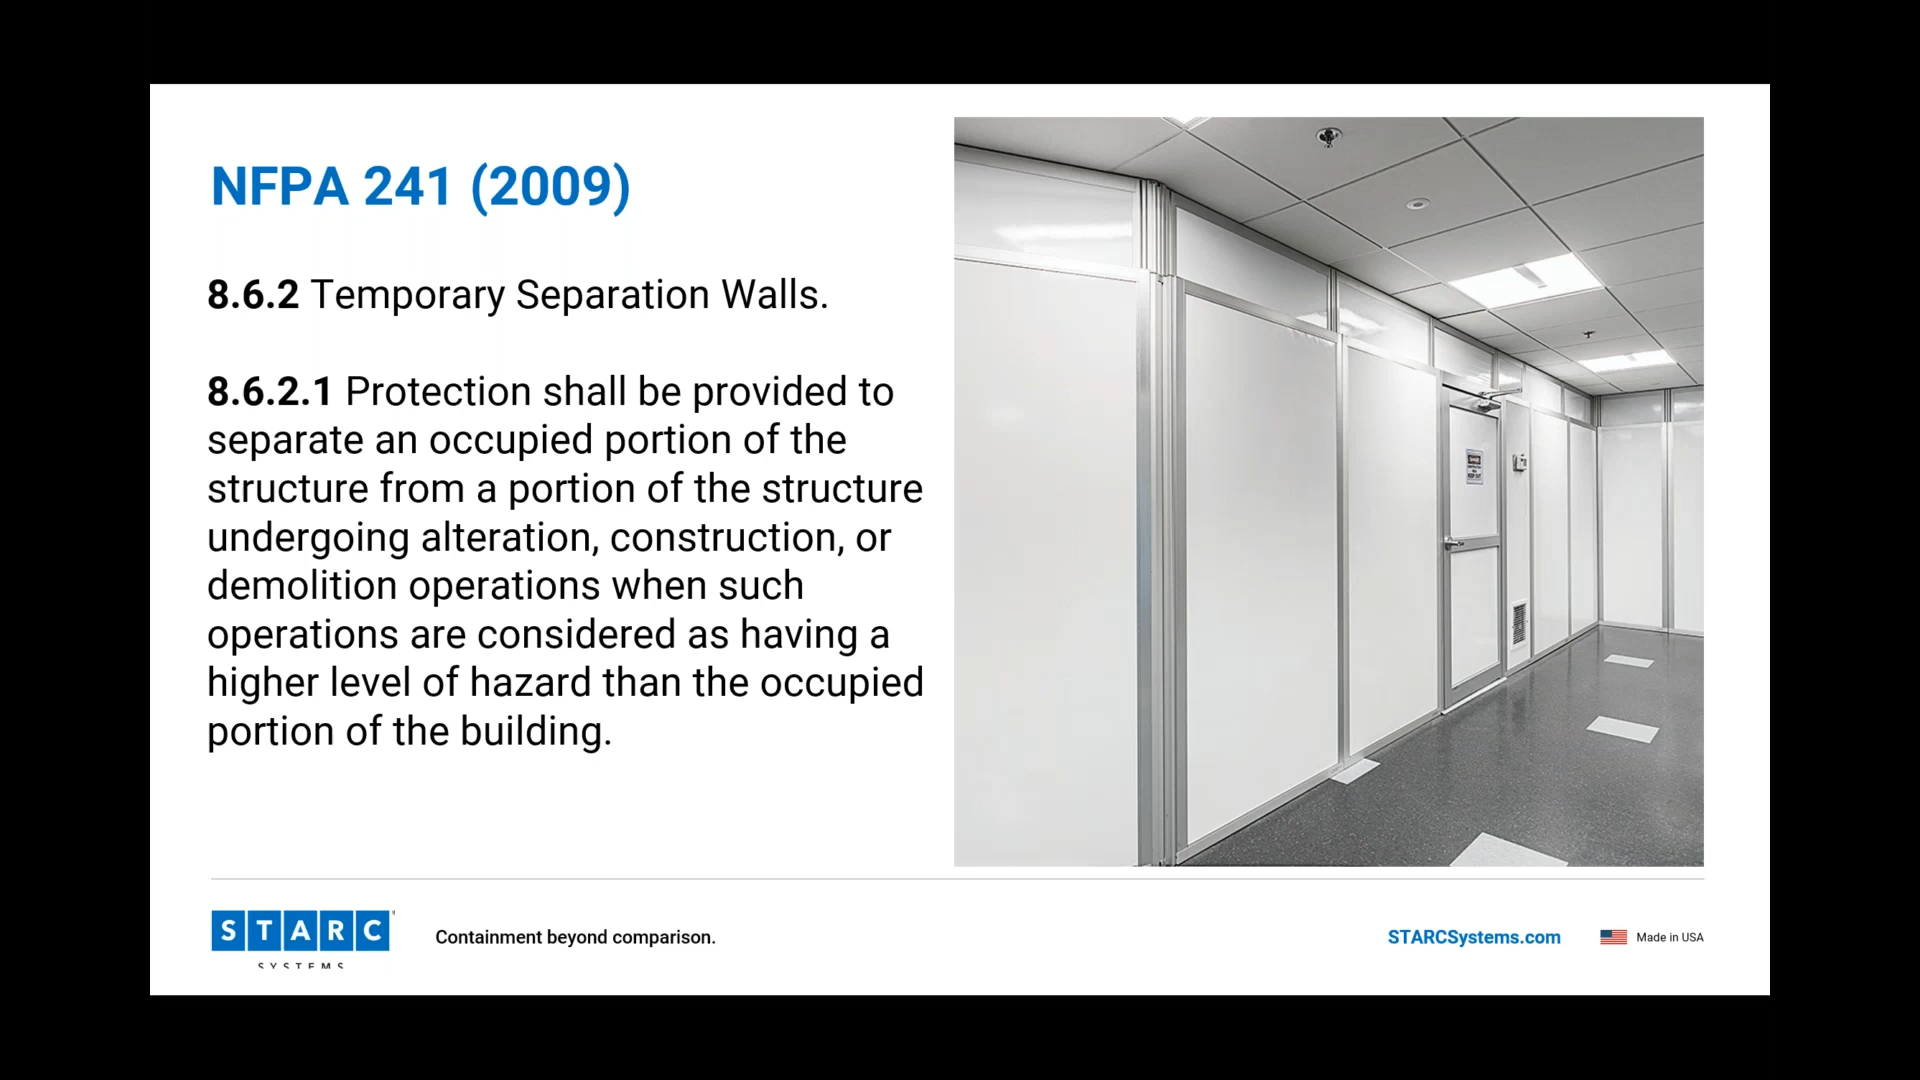 NFPA 241 (2009)
8.6.2 Temporary Separation Walls.
8.6.2.1 Protection shall be provided to
separate an occupied portion of the
structure from a portion of the structure
undergoing alteration, construction, or
demolition operations when such
operations are considered as having a
higher level of hazard than the occupied
portion of the building.
STARC
SYSTEMS
Containment beyond comparison.
STARCSystems.com
Made in USA